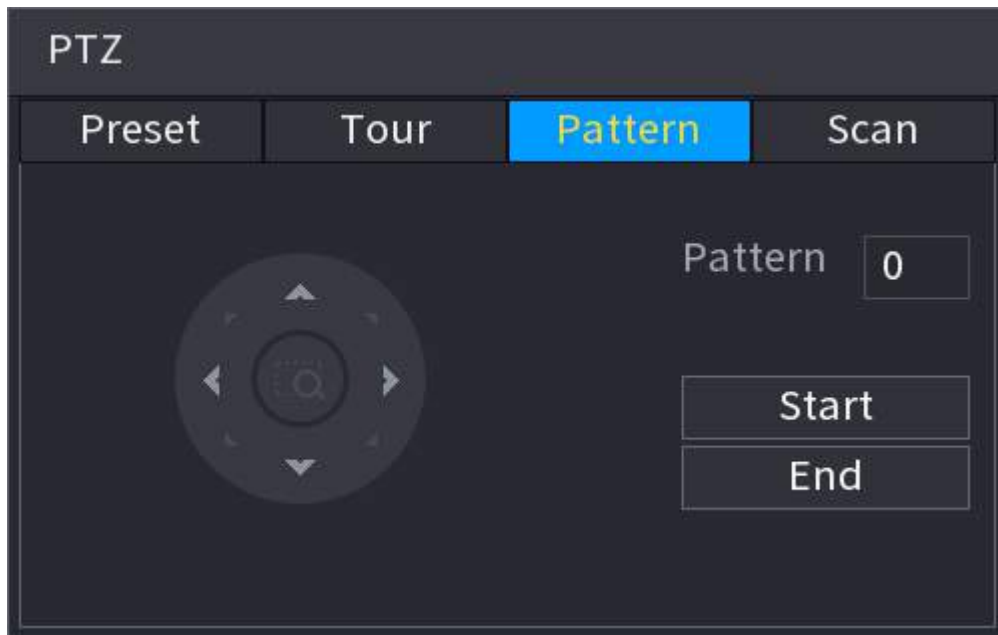 PTZ
Preset Tour Pattern Scan
Pattern 0
Start
End